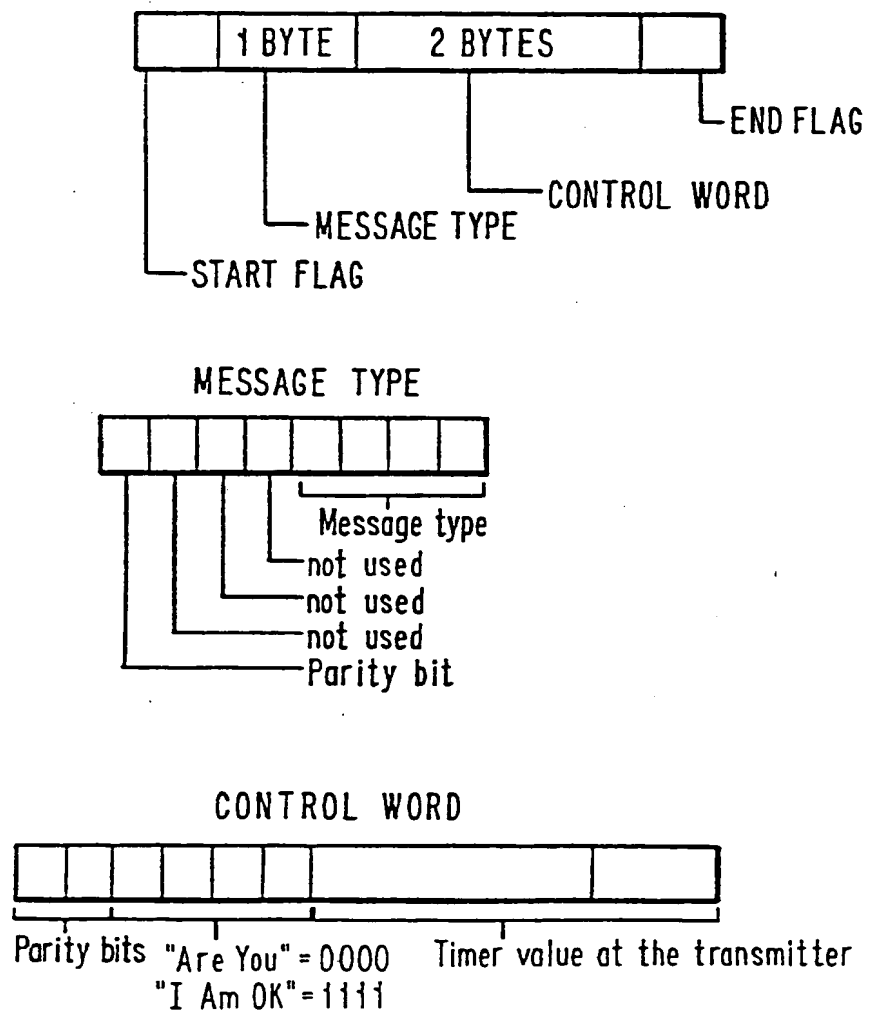 1 BYTE 2 BYTES
END FLAG
CONTROL WORD
MESSAGE TYPE
START FLAG
MESSAGE TYPE
Message type
not used
not used
not used
Parity bit
CONTROL WORD
Parity bits "Are You" = 0000 Timer value at the transmitter
"I Am OK" = 1111